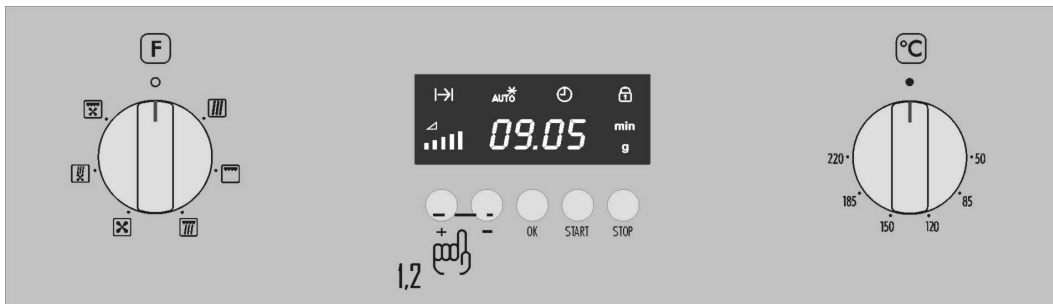 F
°C
AUTO
09.05
min
g
220
50
185
85
150
120
+
-
OK
START
STOP
1,2